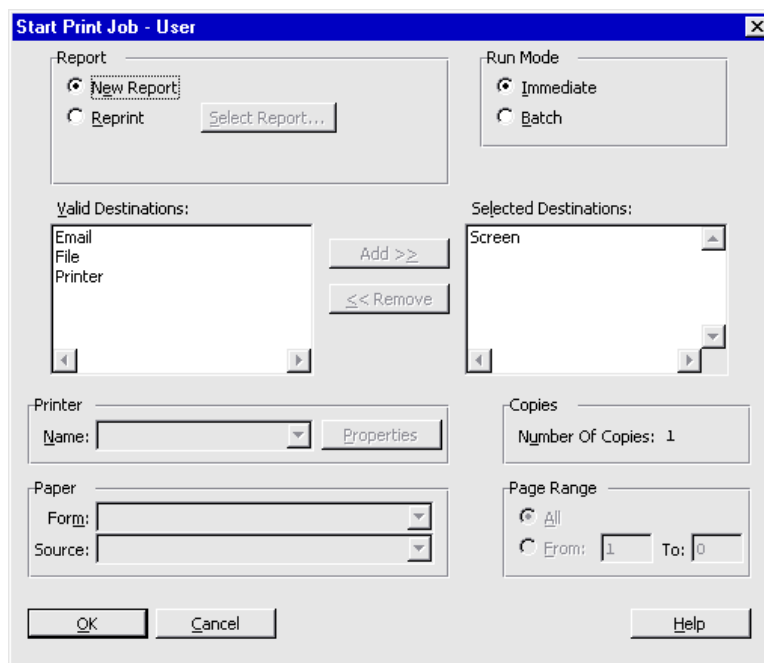 Start Print Job - User
Report
New Report
Reprint
Select Report...
Run Mode
Immediate
Batch
Valid Destinations:
Email
File
Printer
Add >>
<< Remove
Selected Destinations:
Screen
Printer
Name:
Properties
Copies
Number Of Copies: 1
Paper
Form:
Source:
Page Range
All
From: 1 To: 0
OK
Cancel
Help